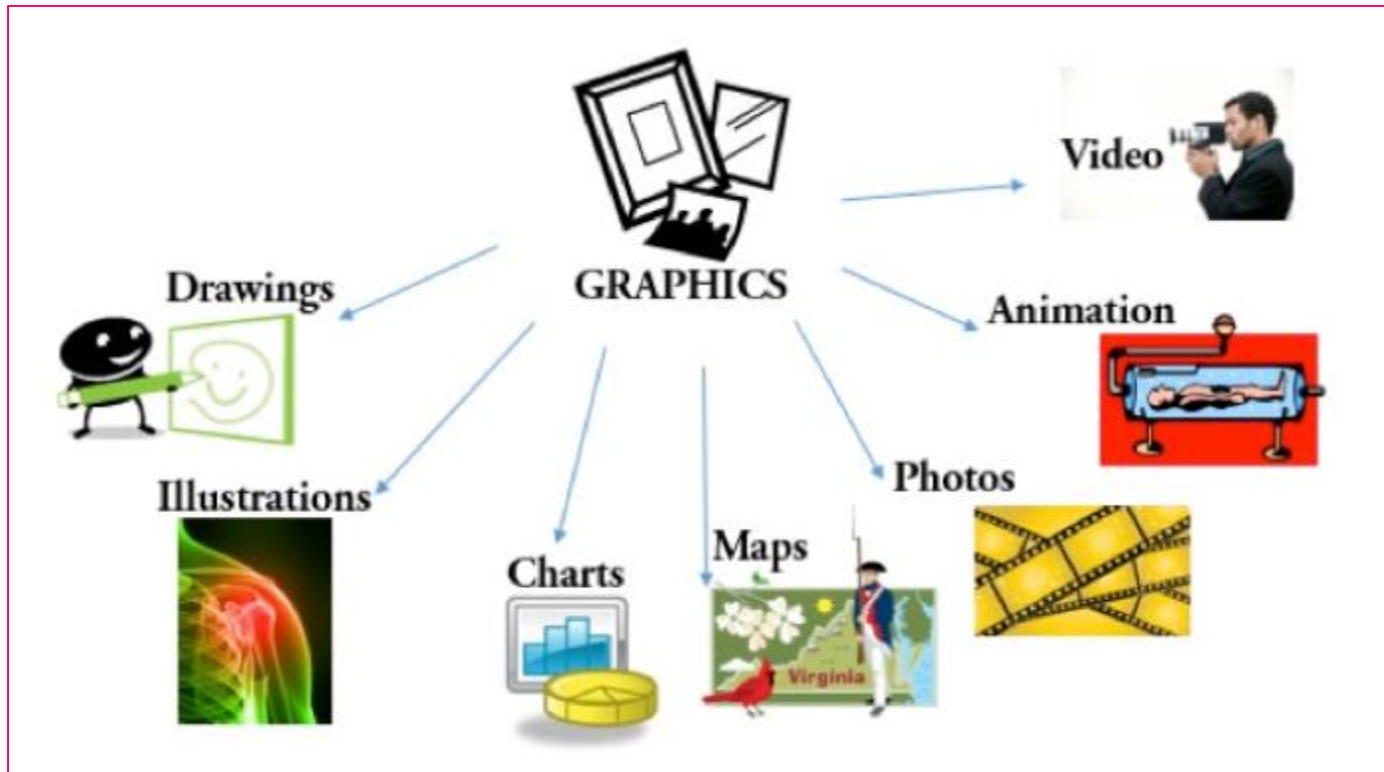 GRAPHICS
Video
Drawings
Animation
Illustrations
Photos
Charts
Maps
Virginia